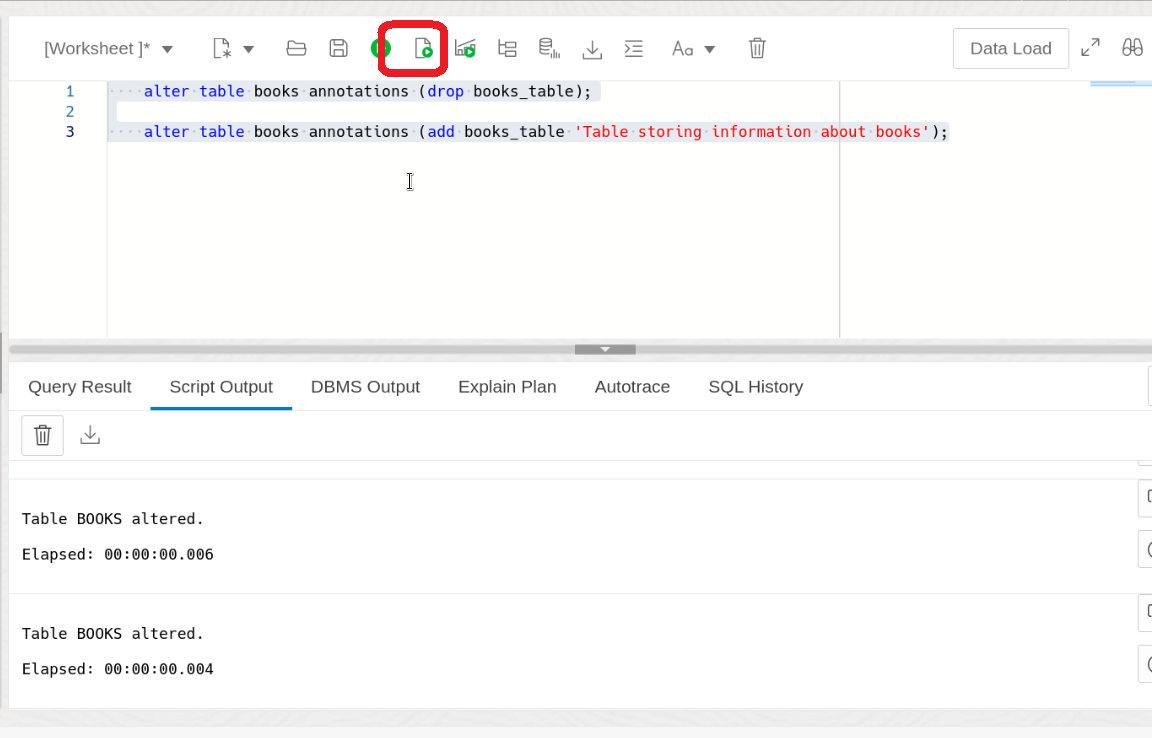 [Worksheet ]*
Aa
Data Load
1 alter table books annotations (drop books_table);
2
3 alter table books annotations (add books_table 'Table storing information about books');
Query Result Script Output DBMS Output Explain Plan Autotrace SQL History
Table BOOKS altered.
Elapsed: 00:00:00.006
Table BOOKS altered.
Elapsed: 00:00:00.004